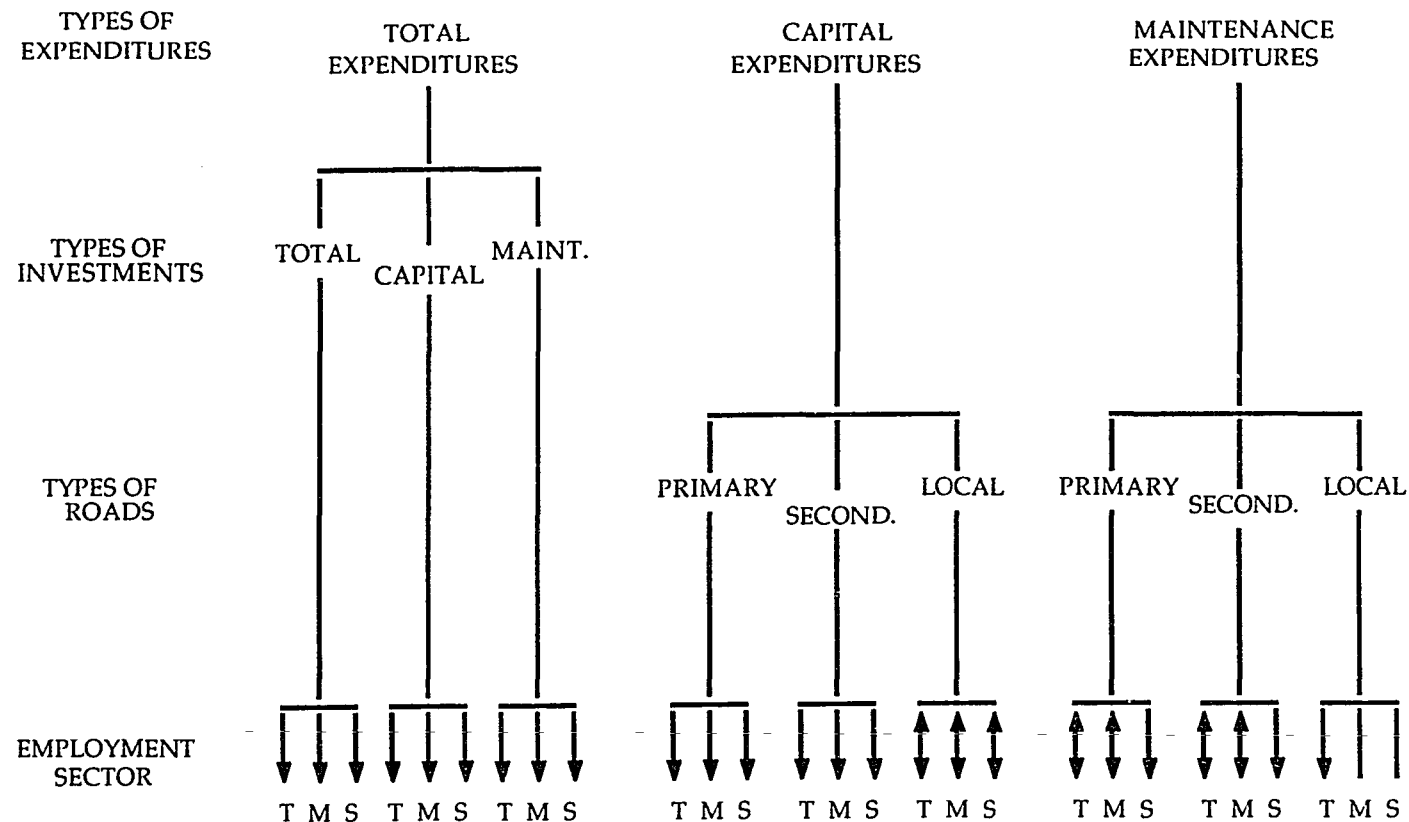 TYPES OF
EXPENDITURES
TOTAL
EXPENDITURES
CAPITAL
EXPENDITURES
MAINTENANCE
EXPENDITURES
TYPES OF
INVESTMENTS
TOTAL
CAPITAL
MAINT.
TYPES OF
ROADS
PRIMARY
SECOND.
LOCAL
PRIMARY
SECOND.
LOCAL
EMPLOYMENT
SECTOR
T M S T M S T M S T M S T M S T M S T M S T M S T M S